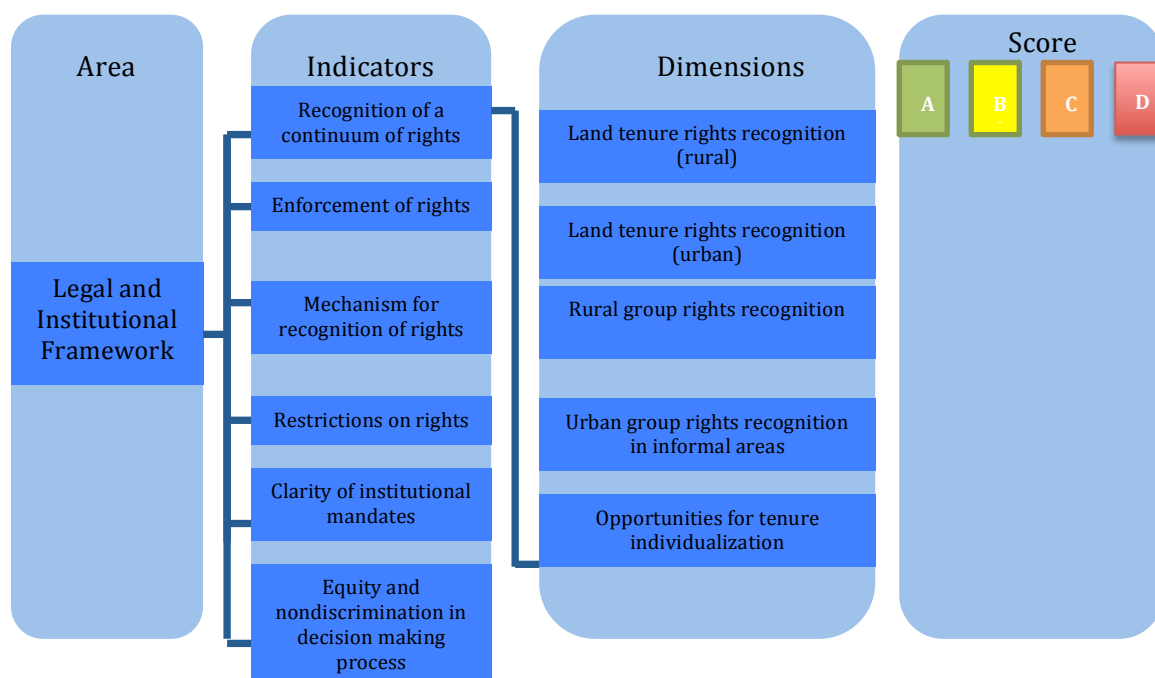 Area
Legal and
Institutional
Framework
Indicators
Recognition of a
continuum of rights
Enforcement of rights
Mechanism for
recognition of rights
Restrictions on rights
Clarity of institutional
mandates
Equity and
nondiscrimination in
decision making
process
Dimensions
Land tenure rights recognition
(rural)
Land tenure rights recognition
(urban)
Rural group rights recognition
Urban group rights recognition
in informal areas
Opportunities for tenure
individualization
Score
A
B
C
D